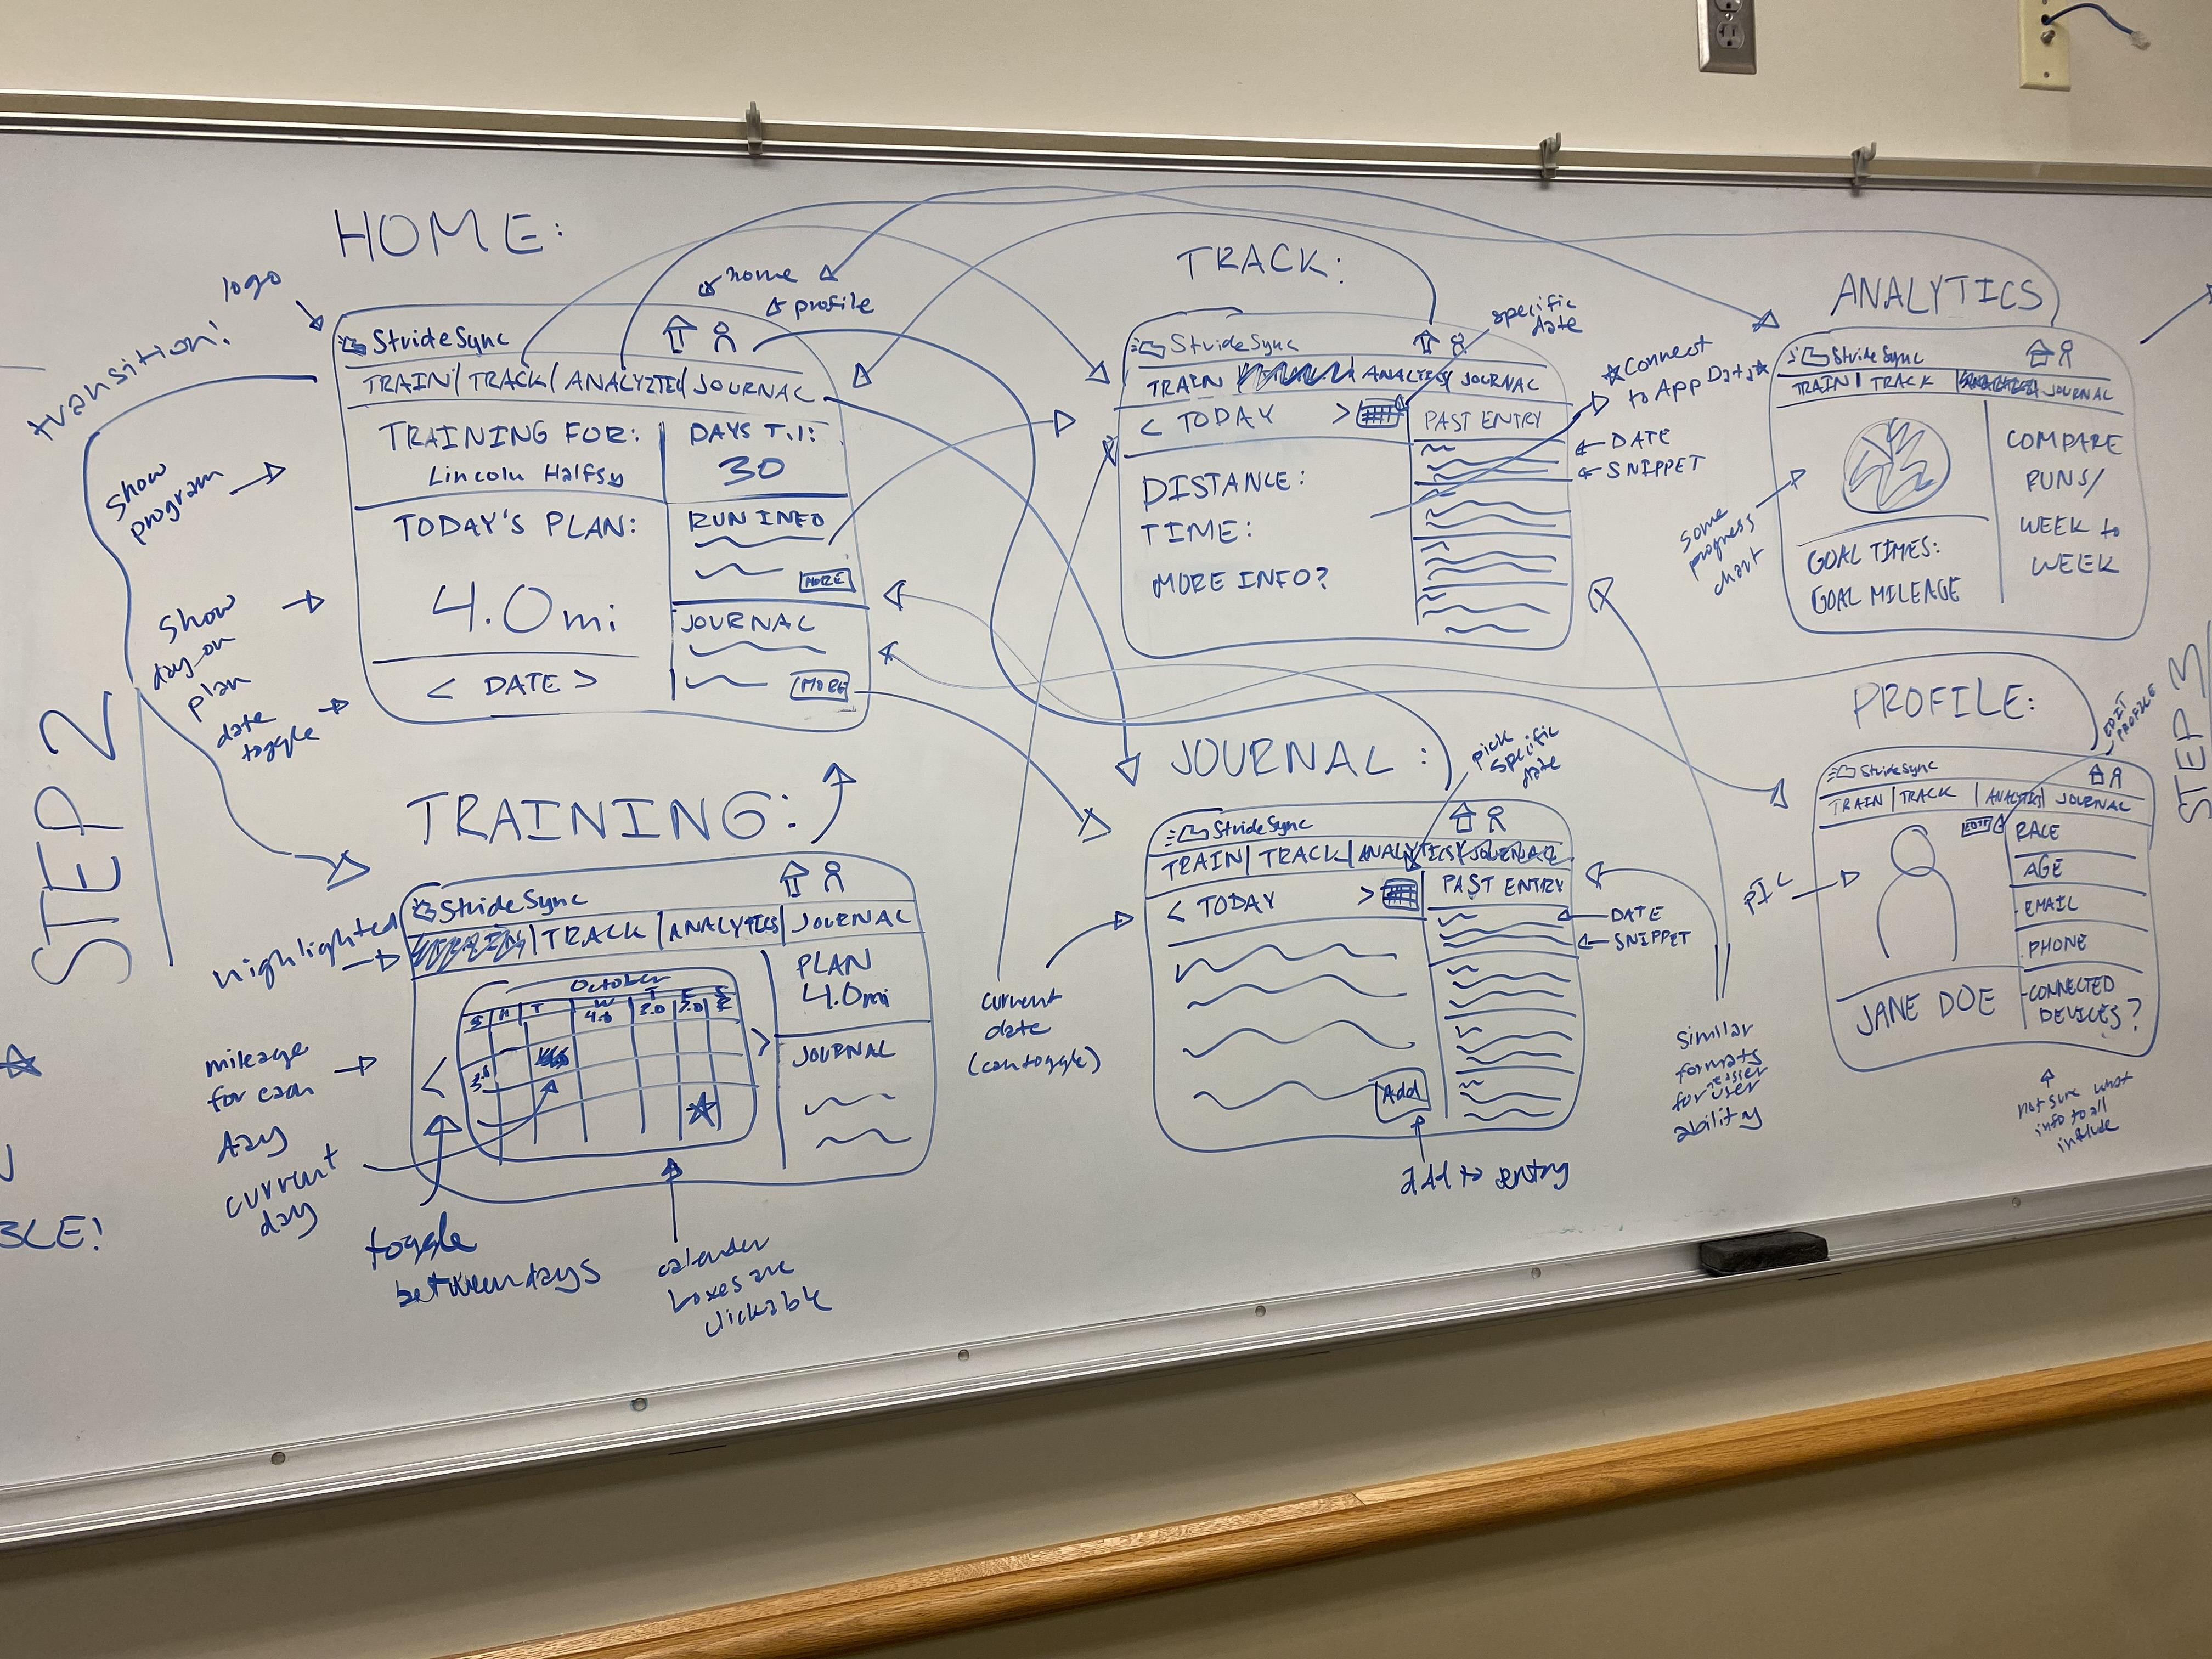 STEP 2
BLE!
transition!
logo
HOME:
home
profile
StrideSync
TRAIN | TRACK | ANALYZTED | JOURNAL
TRAINING FOR:
DAYS T.I:
30
Lincoln Halfsy
TODAY'S PLAN:
4.0mi
< DATE >
RUN INFO
MORE
JOURNAL
MORE
show
program
show
day on
plan
date
toggle
TRAINING:
StrideSync
TRACK | ANALYTICS | JOURNAL
October
S M T W T F S
4.0 2.0 7.0
3.0
PLAN
4.0mi
JOURNAL
<
>
highlighted
mileage
for each
day
current
day
toggle
between days
calender
boxes are
clickable
TRACK:
StrideSync
TRAIN
ANALYTICS | JOURNAL
< TODAY >
PAST ENTRY
DISTANCE:
TIME:
MORE INFO?
specific
date
☆Connect
to App Data☆
DATE
SNIPPET
JOURNAL:
pick
specific
date
StrideSync
TRAIN | TRACK | ANALYTICS | JOURNAL
< TODAY >
PAST ENTRY
Add
add to entry
DATE
SNIPPET
current
date
(can toggle)
similar
formats
easier
for user
ability
ANALYTICS
StrideSync
TRAIN | TRACK
JOURNAL
GOAL TIMES:
GOAL MILEAGE
COMPARE
RUNS/
WEEK to
WEEK
some
progress
chart
PROFILE:
EDIT
PROFILE
StrideSync
TRAIN | TRACK | ANALYTICS | JOURNAL
EDIT
RACE
AGE
EMAIL
PHONE
CONNECTED
DEVICES?
JANE DOE
PIC
not sure what
info to all
include
STEP 3